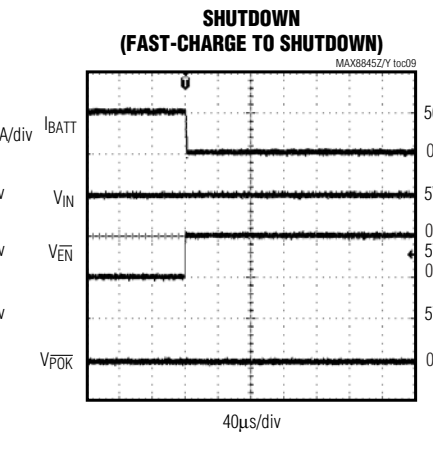 SHUTDOWN
(FAST-CHARGE TO SHUTDOWN)
MAX8845Z/Y toc09
T
A/div IBATT 50
0
VIN 5
0
VEN 5
0
5
VPOK 0
40µs/div